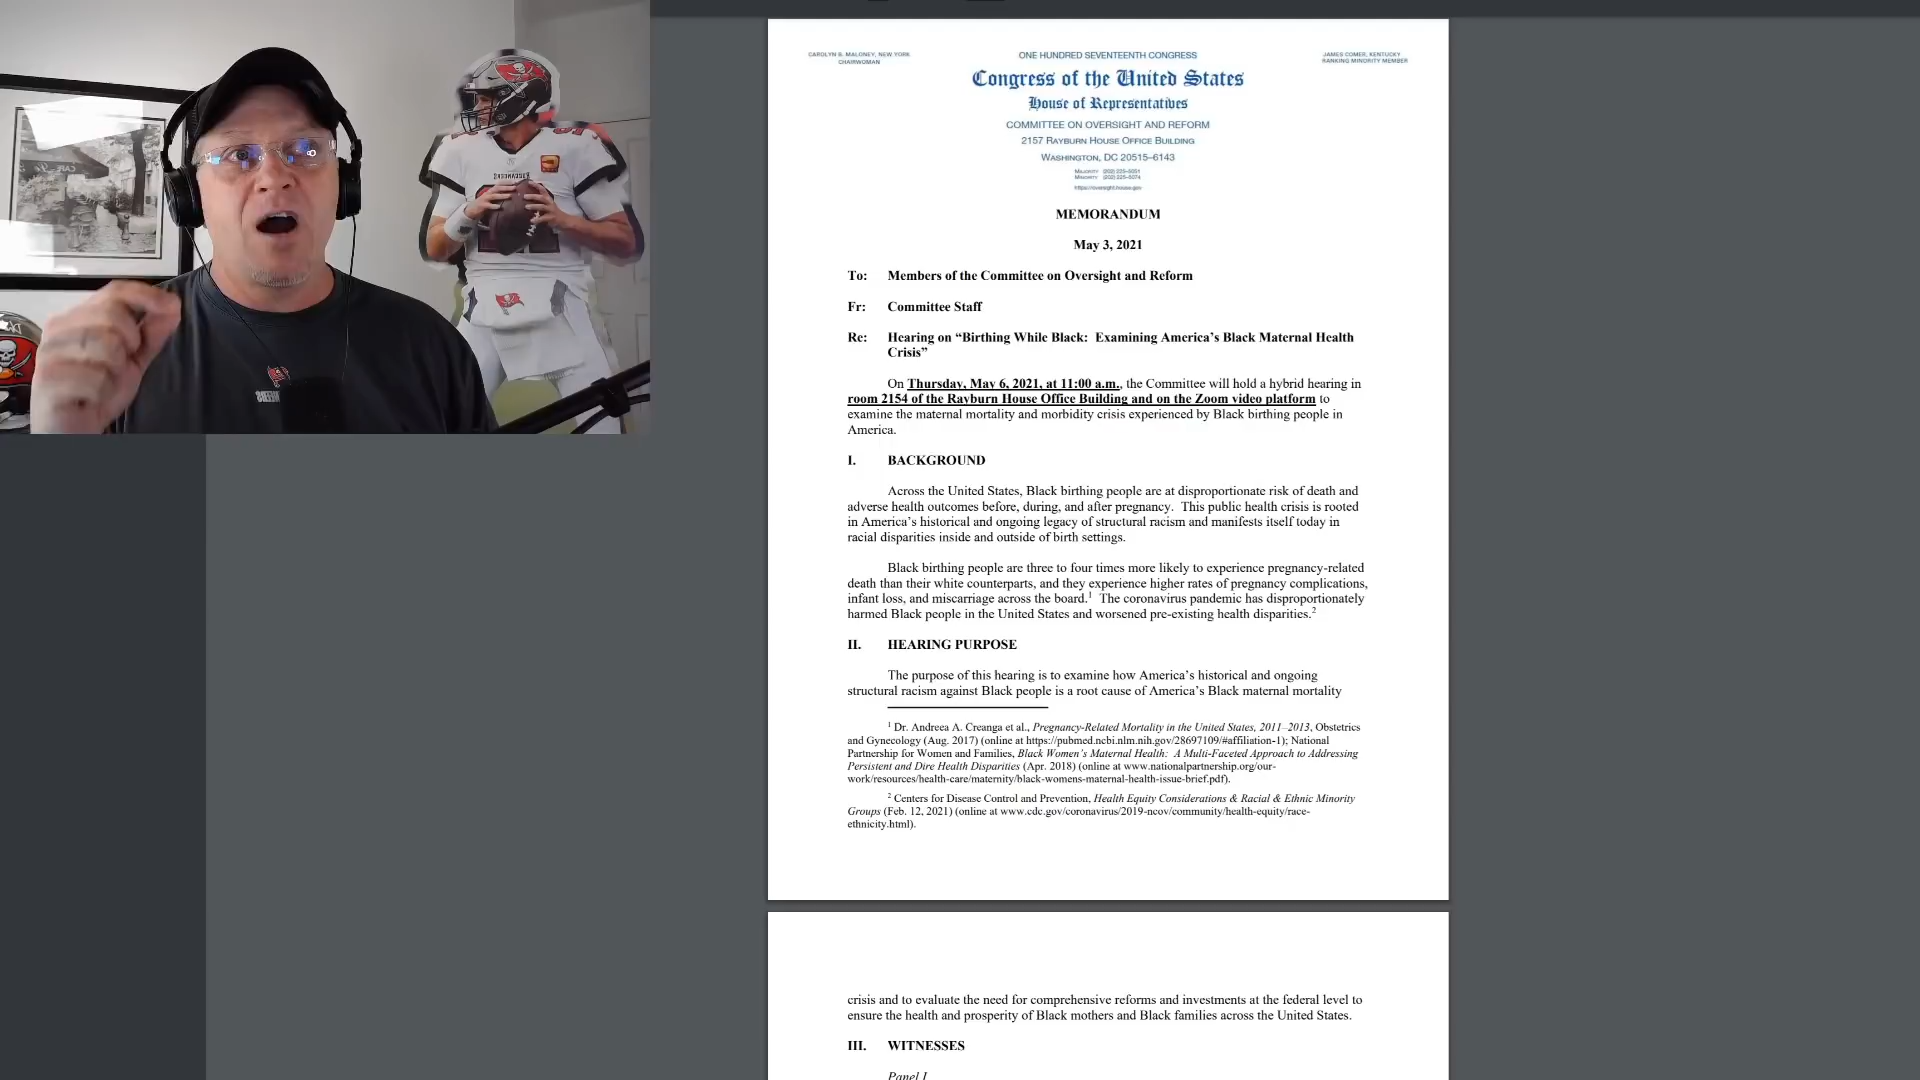 CAROLYN B. MALONEY, NEW YORK
CHAIRWOMAN
ONE HUNDRED SEVENTEENTH CONGRESS
JAMES COMER, KENTUCKY
RANKING MINORITY MEMBER
Congress of the United States
House of Representatives
COMMITTEE ON OVERSIGHT AND REFORM
2157 RAYBURN HOUSE OFFICE BUILDING
WASHINGTON, DC 20515–6143
MAJORITY (202) 225–5051
MINORITY (202) 225–5074
https://oversight.house.gov
MEMORANDUM
May 3, 2021
To: Members of the Committee on Oversight and Reform
Fr: Committee Staff
Re: Hearing on “Birthing While Black: Examining America’s Black Maternal Health
Crisis”
On Thursday, May 6, 2021, at 11:00 a.m., the Committee will hold a hybrid hearing in
room 2154 of the Rayburn House Office Building and on the Zoom video platform to
examine the maternal mortality and morbidity crisis experienced by Black birthing people in
America.
I. BACKGROUND
Across the United States, Black birthing people are at disproportionate risk of death and
adverse health outcomes before, during, and after pregnancy. This public health crisis is rooted
in America’s historical and ongoing legacy of structural racism and manifests itself today in
racial disparities inside and outside of birth settings.
Black birthing people are three to four times more likely to experience pregnancy-related
death than their white counterparts, and they experience higher rates of pregnancy complications,
infant loss, and miscarriage across the board.1 The coronavirus pandemic has disproportionately
harmed Black people in the United States and worsened pre-existing health disparities.2
II. HEARING PURPOSE
The purpose of this hearing is to examine how America’s historical and ongoing
structural racism against Black people is a root cause of America’s Black maternal mortality
1 Dr. Andreea A. Creanga et al., Pregnancy-Related Mortality in the United States, 2011–2013, Obstetrics
and Gynecology (Aug. 2017) (online at https://pubmed.ncbi.nlm.nih.gov/28697109/#affiliation-1); National
Partnership for Women and Families, Black Women’s Maternal Health: A Multi-Faceted Approach to Addressing
Persistent and Dire Health Disparities (Apr. 2018) (online at www.nationalpartnership.org/our-
work/resources/health-care/maternity/black-womens-maternal-health-issue-brief.pdf).
2 Centers for Disease Control and Prevention, Health Equity Considerations & Racial & Ethnic Minority
Groups (Feb. 12, 2021) (online at www.cdc.gov/coronavirus/2019-ncov/community/health-equity/race-
ethnicity.html).
crisis and to evaluate the need for comprehensive reforms and investments at the federal level to
ensure the health and prosperity of Black mothers and Black families across the United States.
III. WITNESSES
Panel I